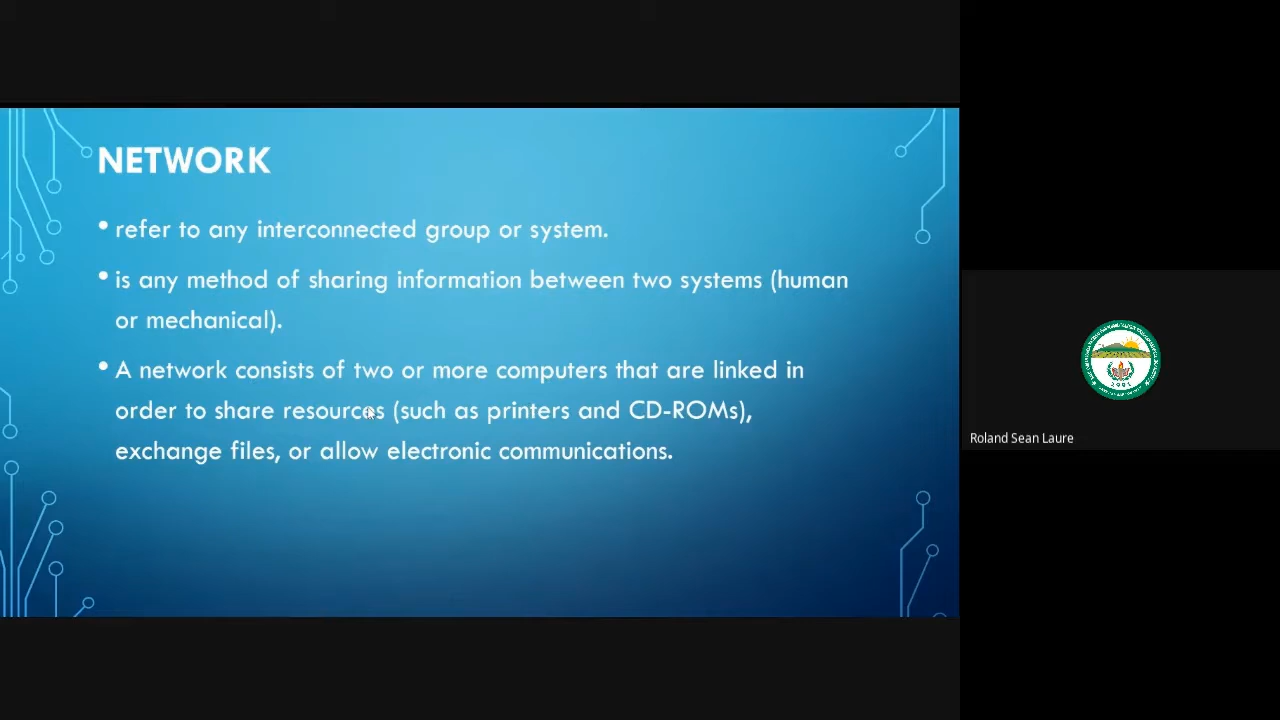 NETWORK
• refer to any interconnected group or system.
• is any method of sharing information between two systems (human
or mechanical).
• A network consists of two or more computers that are linked in
order to share resources (such as printers and CD-ROMs),
exchange files, or allow electronic communications.
Roland Sean Laure